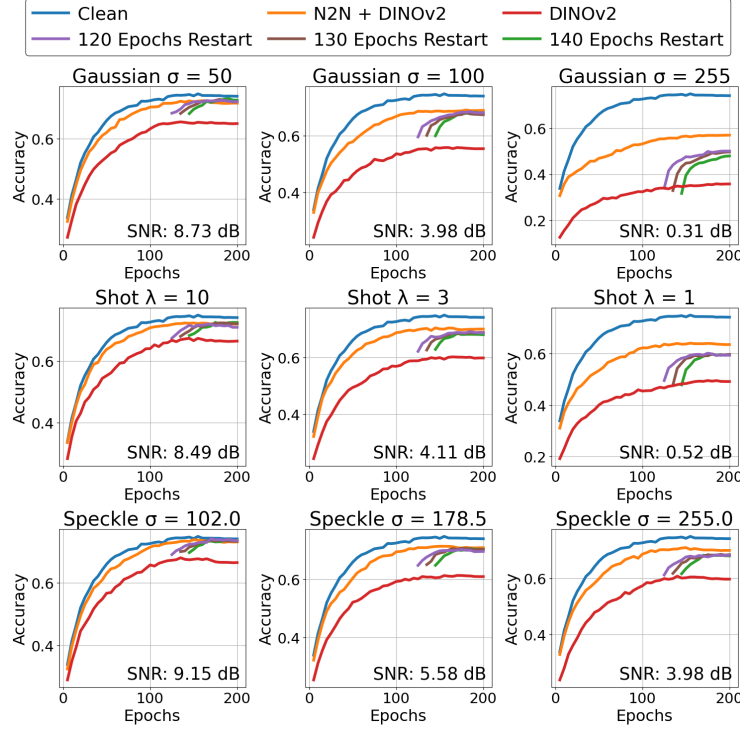 Clean N2N + DINOv2 DINOv2
120 Epochs Restart 130 Epochs Restart 140 Epochs Restart
Gaussian σ = 50 Gaussian σ = 100 Gaussian σ = 255
Accuracy
0.6
0.4
SNR: 8.73 dB
0 100 200
Epochs
Accuracy
0.6
0.4
SNR: 3.98 dB
0 100 200
Epochs
Accuracy
0.6
0.4
0.2
SNR: 0.31 dB
0 100 200
Epochs
Shot λ = 10 Shot λ = 3 Shot λ = 1
Accuracy
0.6
0.4
SNR: 8.49 dB
0 100 200
Epochs
Accuracy
0.6
0.4
SNR: 4.11 dB
0 100 200
Epochs
Accuracy
0.6
0.4
0.2
SNR: 0.52 dB
0 100 200
Epochs
Speckle σ = 102.0 Speckle σ = 178.5 Speckle σ = 255.0
Accuracy
0.6
0.4
SNR: 9.15 dB
0 100 200
Epochs
Accuracy
0.6
0.4
SNR: 5.58 dB
0 100 200
Epochs
Accuracy
0.6
0.4
SNR: 3.98 dB
0 100 200
Epochs